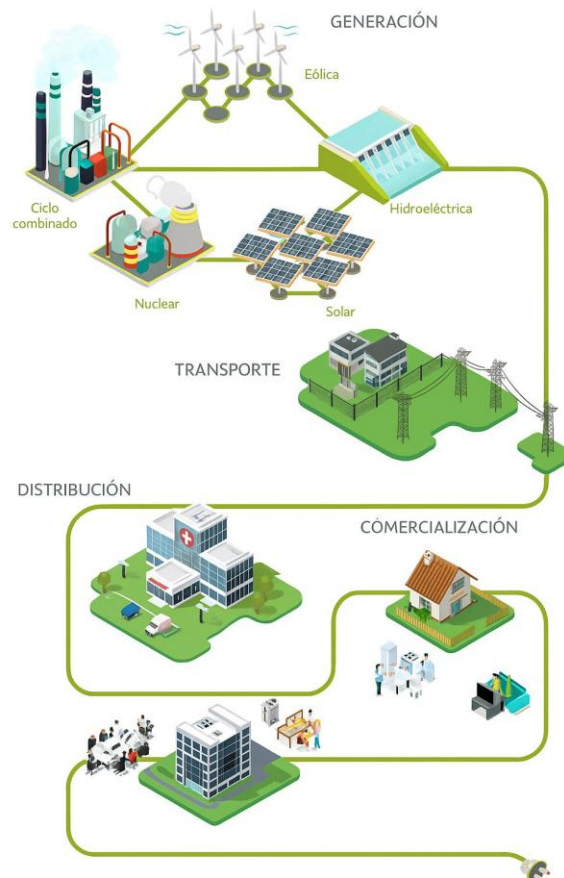 GENERACIÓN
Eólica
Ciclo
combinado
Hidroeléctrica
Nuclear
Solar
TRANSPORTE
DISTRIBUCIÓN
COMERCIALIZACIÓN